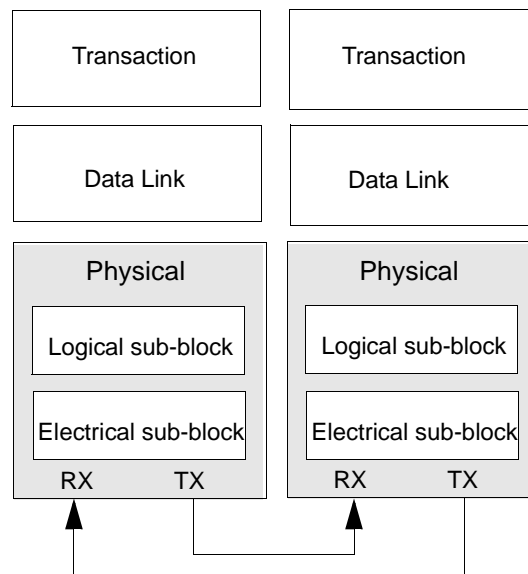 Transaction
Transaction
Data Link
Data Link
Physical
Physical
Logical sub-block
Logical sub-block
Electrical sub-block
Electrical sub-block
RX TX
RX TX